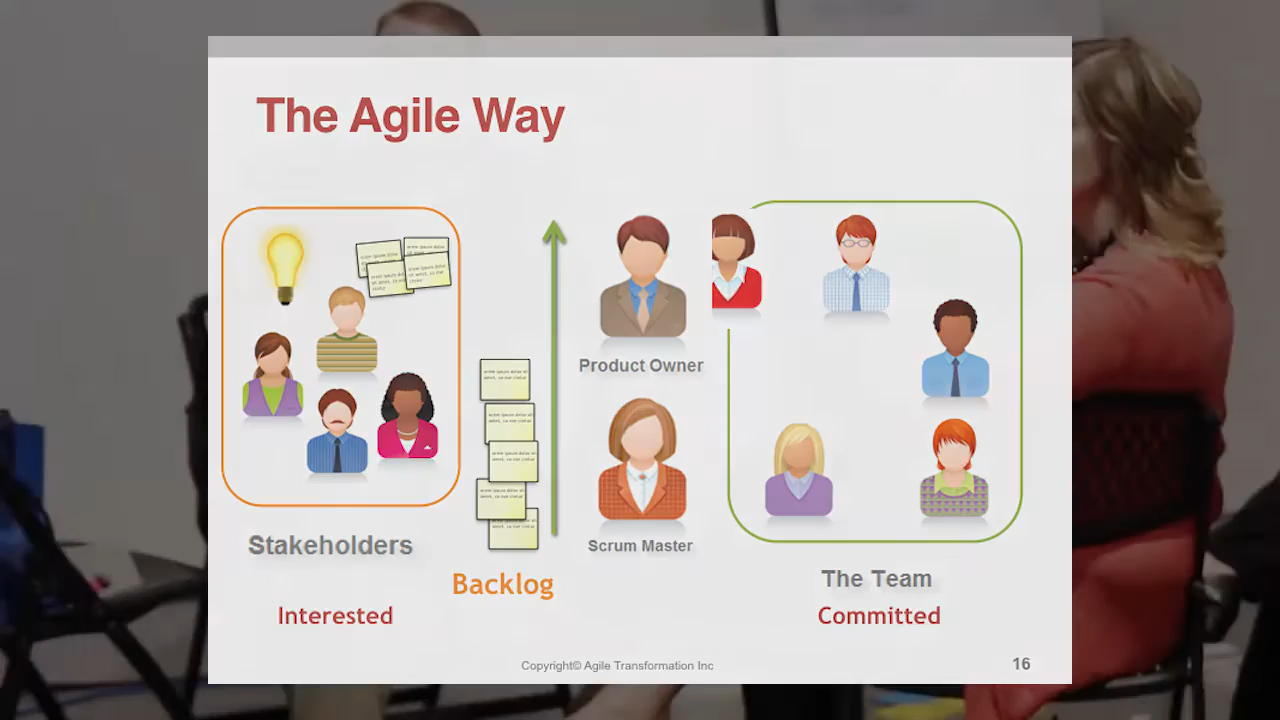 The Agile Way
Product Owner
Scrum Master
Stakeholders
Backlog
The Team
Interested
Committed
Copyright© Agile Transformation Inc
16